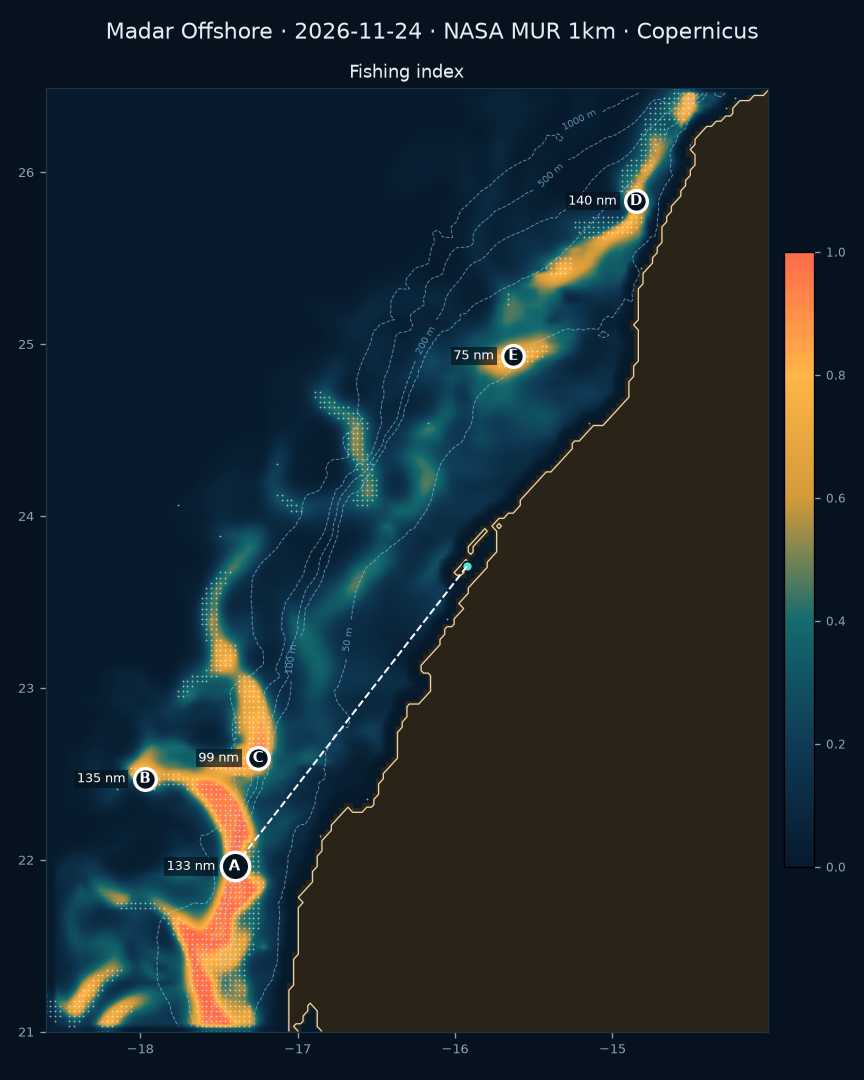 Madar Offshore · 2026-11-24 · NASA MUR 1km · Copernicus
Fishing index
1000 m
500 m
200 m
100 m
50 m
140 nm D
75 nm E
99 nm C
135 nm B
133 nm A
26
25
24
23
22
21
−18
−17
−16
−15
1.0
0.8
0.6
0.4
0.2
0.0